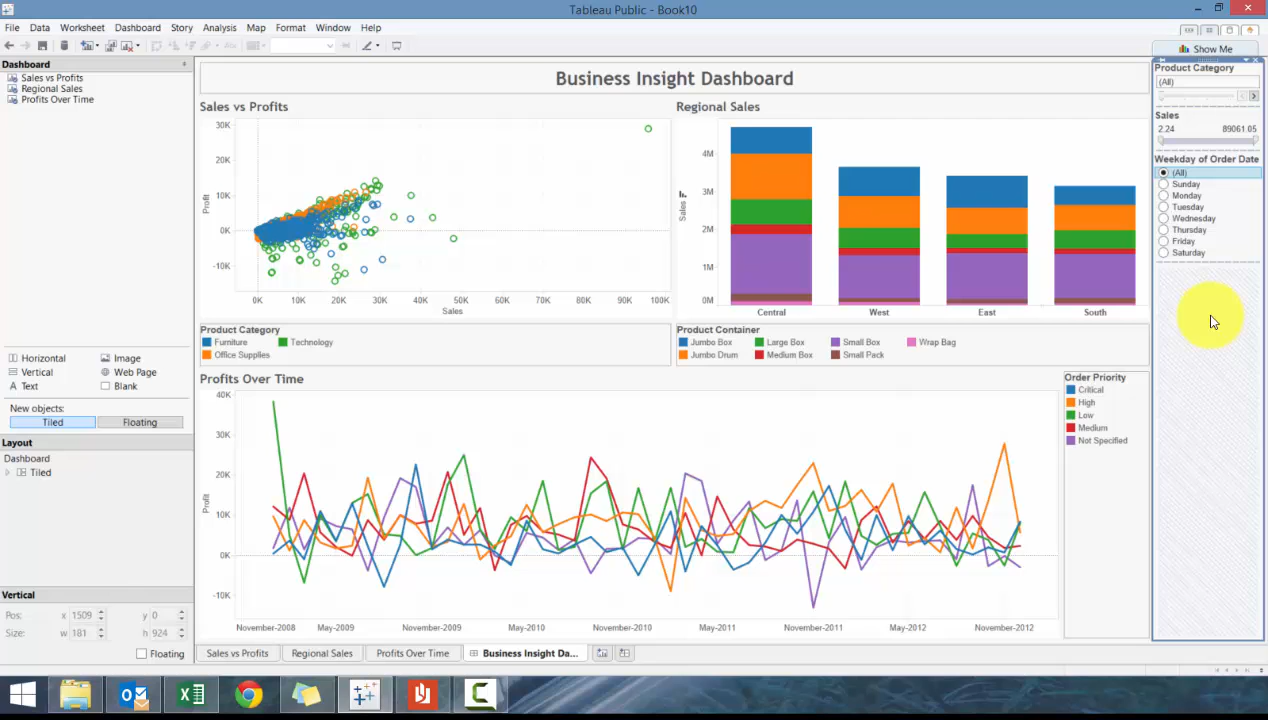 Tableau Public - Book10
File Data Worksheet Dashboard Story Analysis Map Format Window Help
Show Me
Dashboard
Sales vs Profits
Regional Sales
Profits Over Time
Horizontal Image
Vertical Web Page
Text Blank
New objects:
Tiled Floating
Layout
Dashboard
Tiled
Vertical
Pos: x 1509 y 0
Size: w 181 h 924
Floating
Business Insight Dashboard
Sales vs Profits
30K
20K
10K
0K
-10K
Profit
0K 10K 20K 30K 40K 50K 60K 70K 80K 90K 100K
Sales
Regional Sales
4M
3M
2M
1M
0M
Sales
Central West East South
Product Category
Furniture Technology
Office Supplies
Product Container
Jumbo Box Large Box Small Box Wrap Bag
Jumbo Drum Medium Box Small Pack
Profits Over Time
40K
30K
20K
10K
0K
-10K
Profit
November-2008 May-2009 November-2009 May-2010 November-2010 May-2011 November-2011 May-2012 November-2012
Order Priority
Critical
High
Low
Medium
Not Specified
Product Category
(All)
Sales
2.24 89061.05
Weekday of Order Date
(All)
Sunday
Monday
Tuesday
Wednesday
Thursday
Friday
Saturday
Sales vs Profits Regional Sales Profits Over Time Business Insight Da...